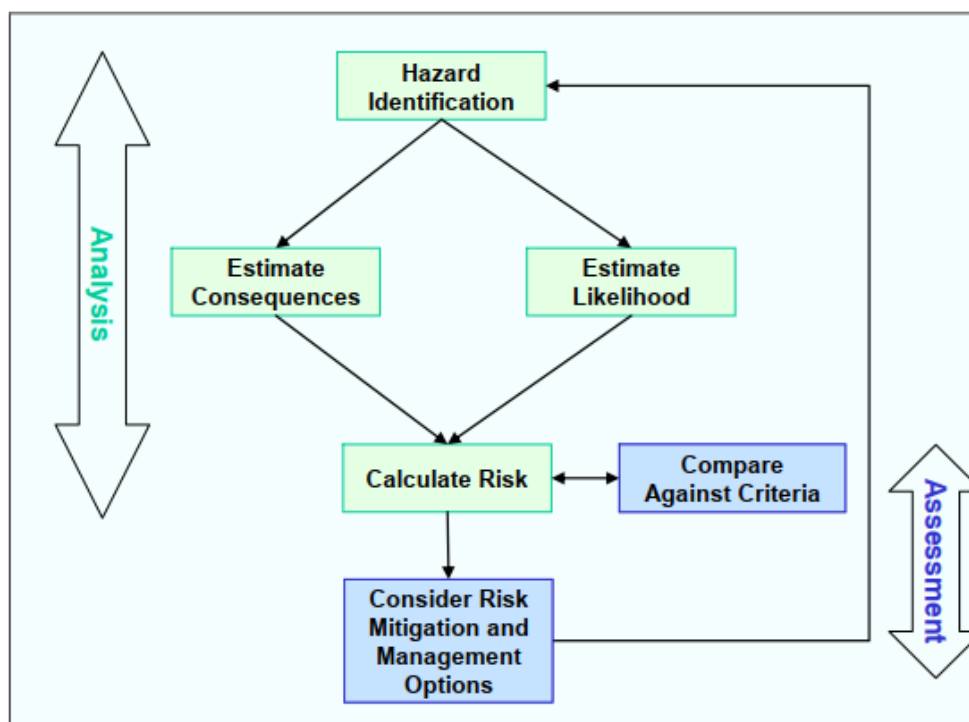 Hazard
Identification
Analysis
Estimate
Consequences
Estimate
Likelihood
Calculate Risk
Compare
Against Criteria
Assessment
Consider Risk
Mitigation and
Management
Options